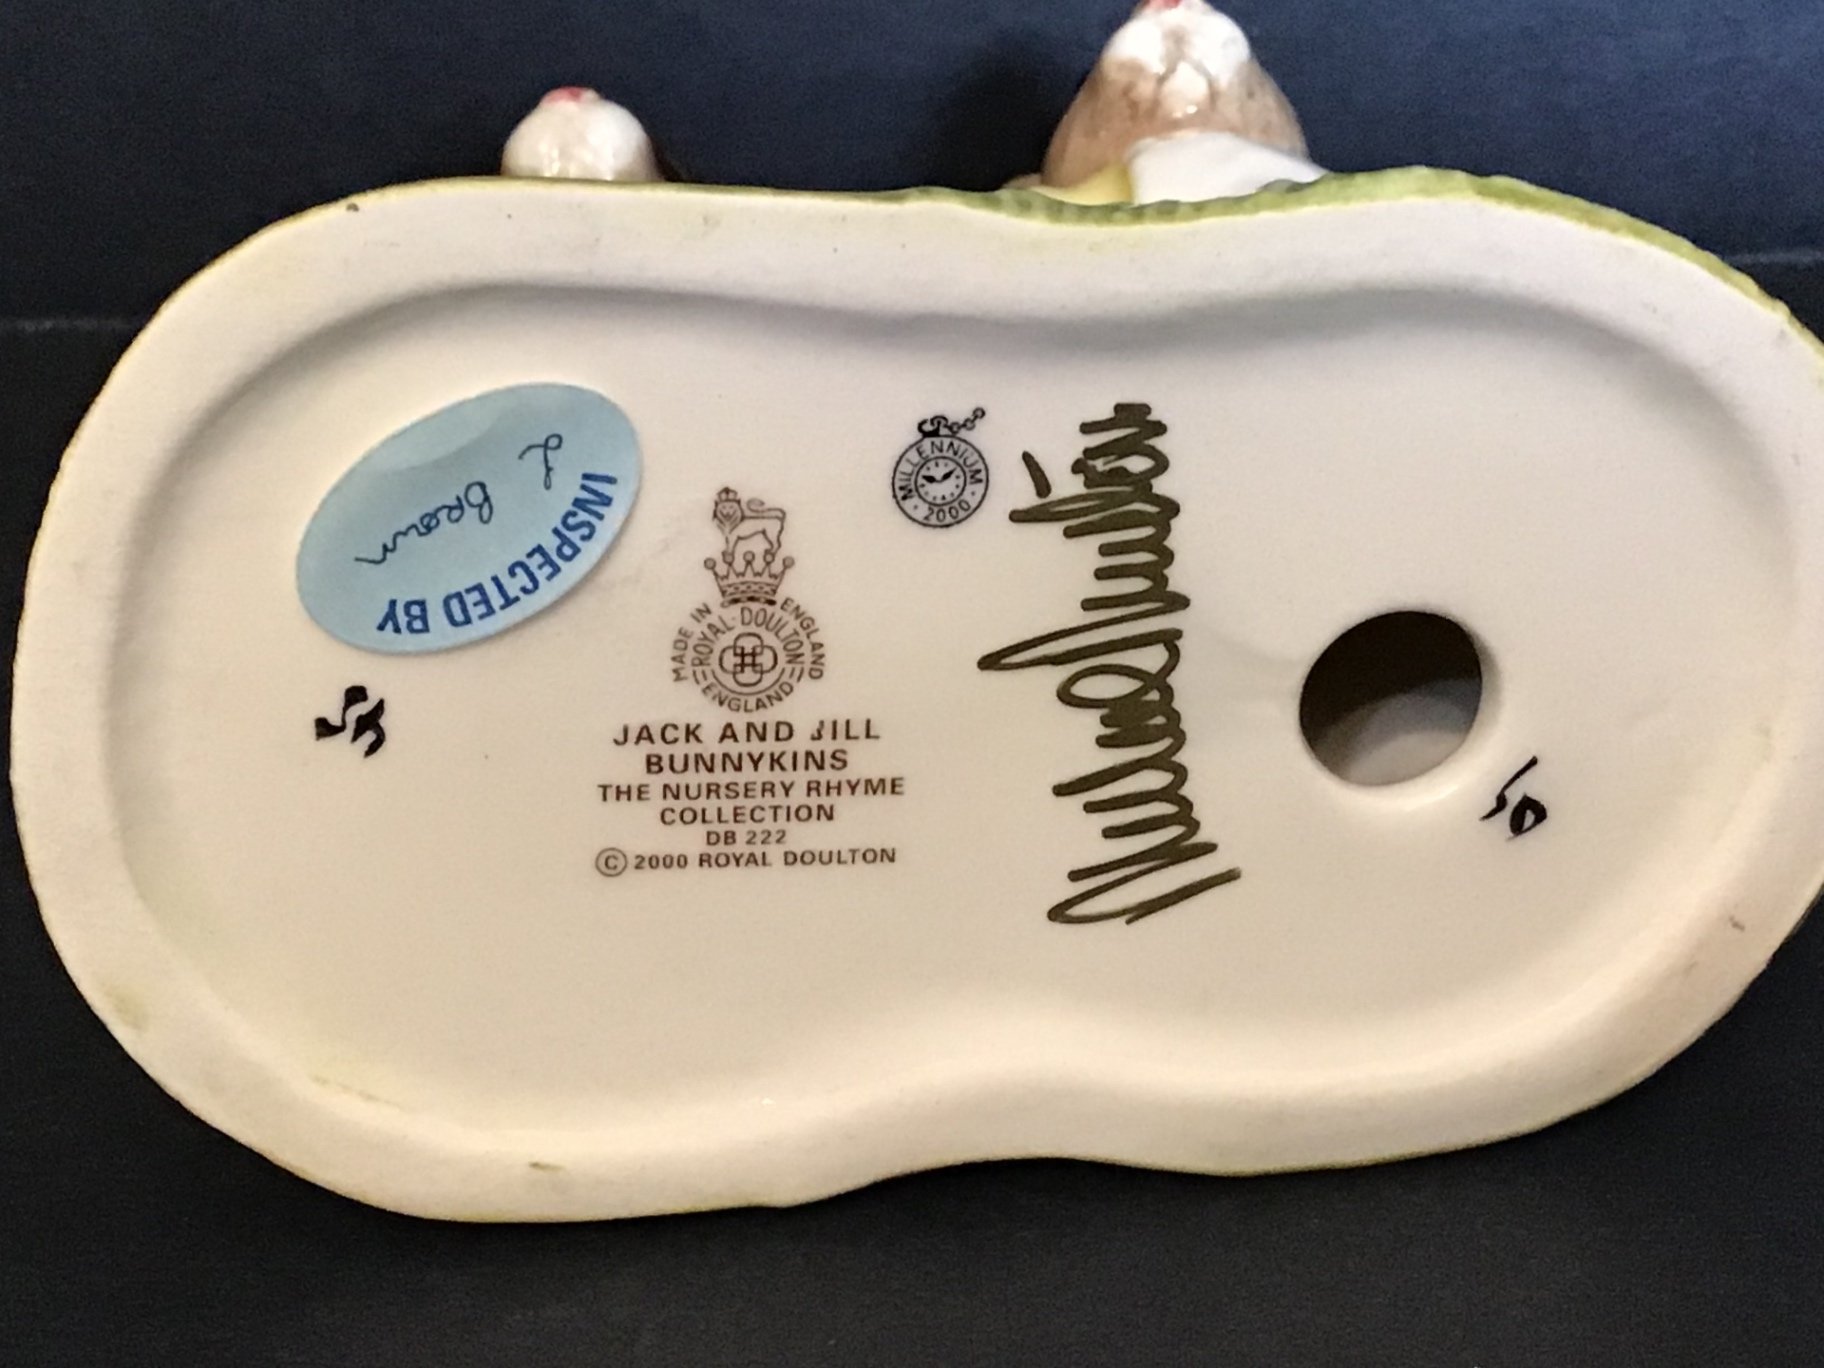 INSPECTED BY
L Brown
MILLENNIUM
· 2000 ·
MADE IN ENGLAND
ROYAL · DOULTON
ENGLAND
JACK AND JILL
BUNNYKINS
THE NURSERY RHYME
COLLECTION
DB 222
© 2000 ROYAL DOULTON